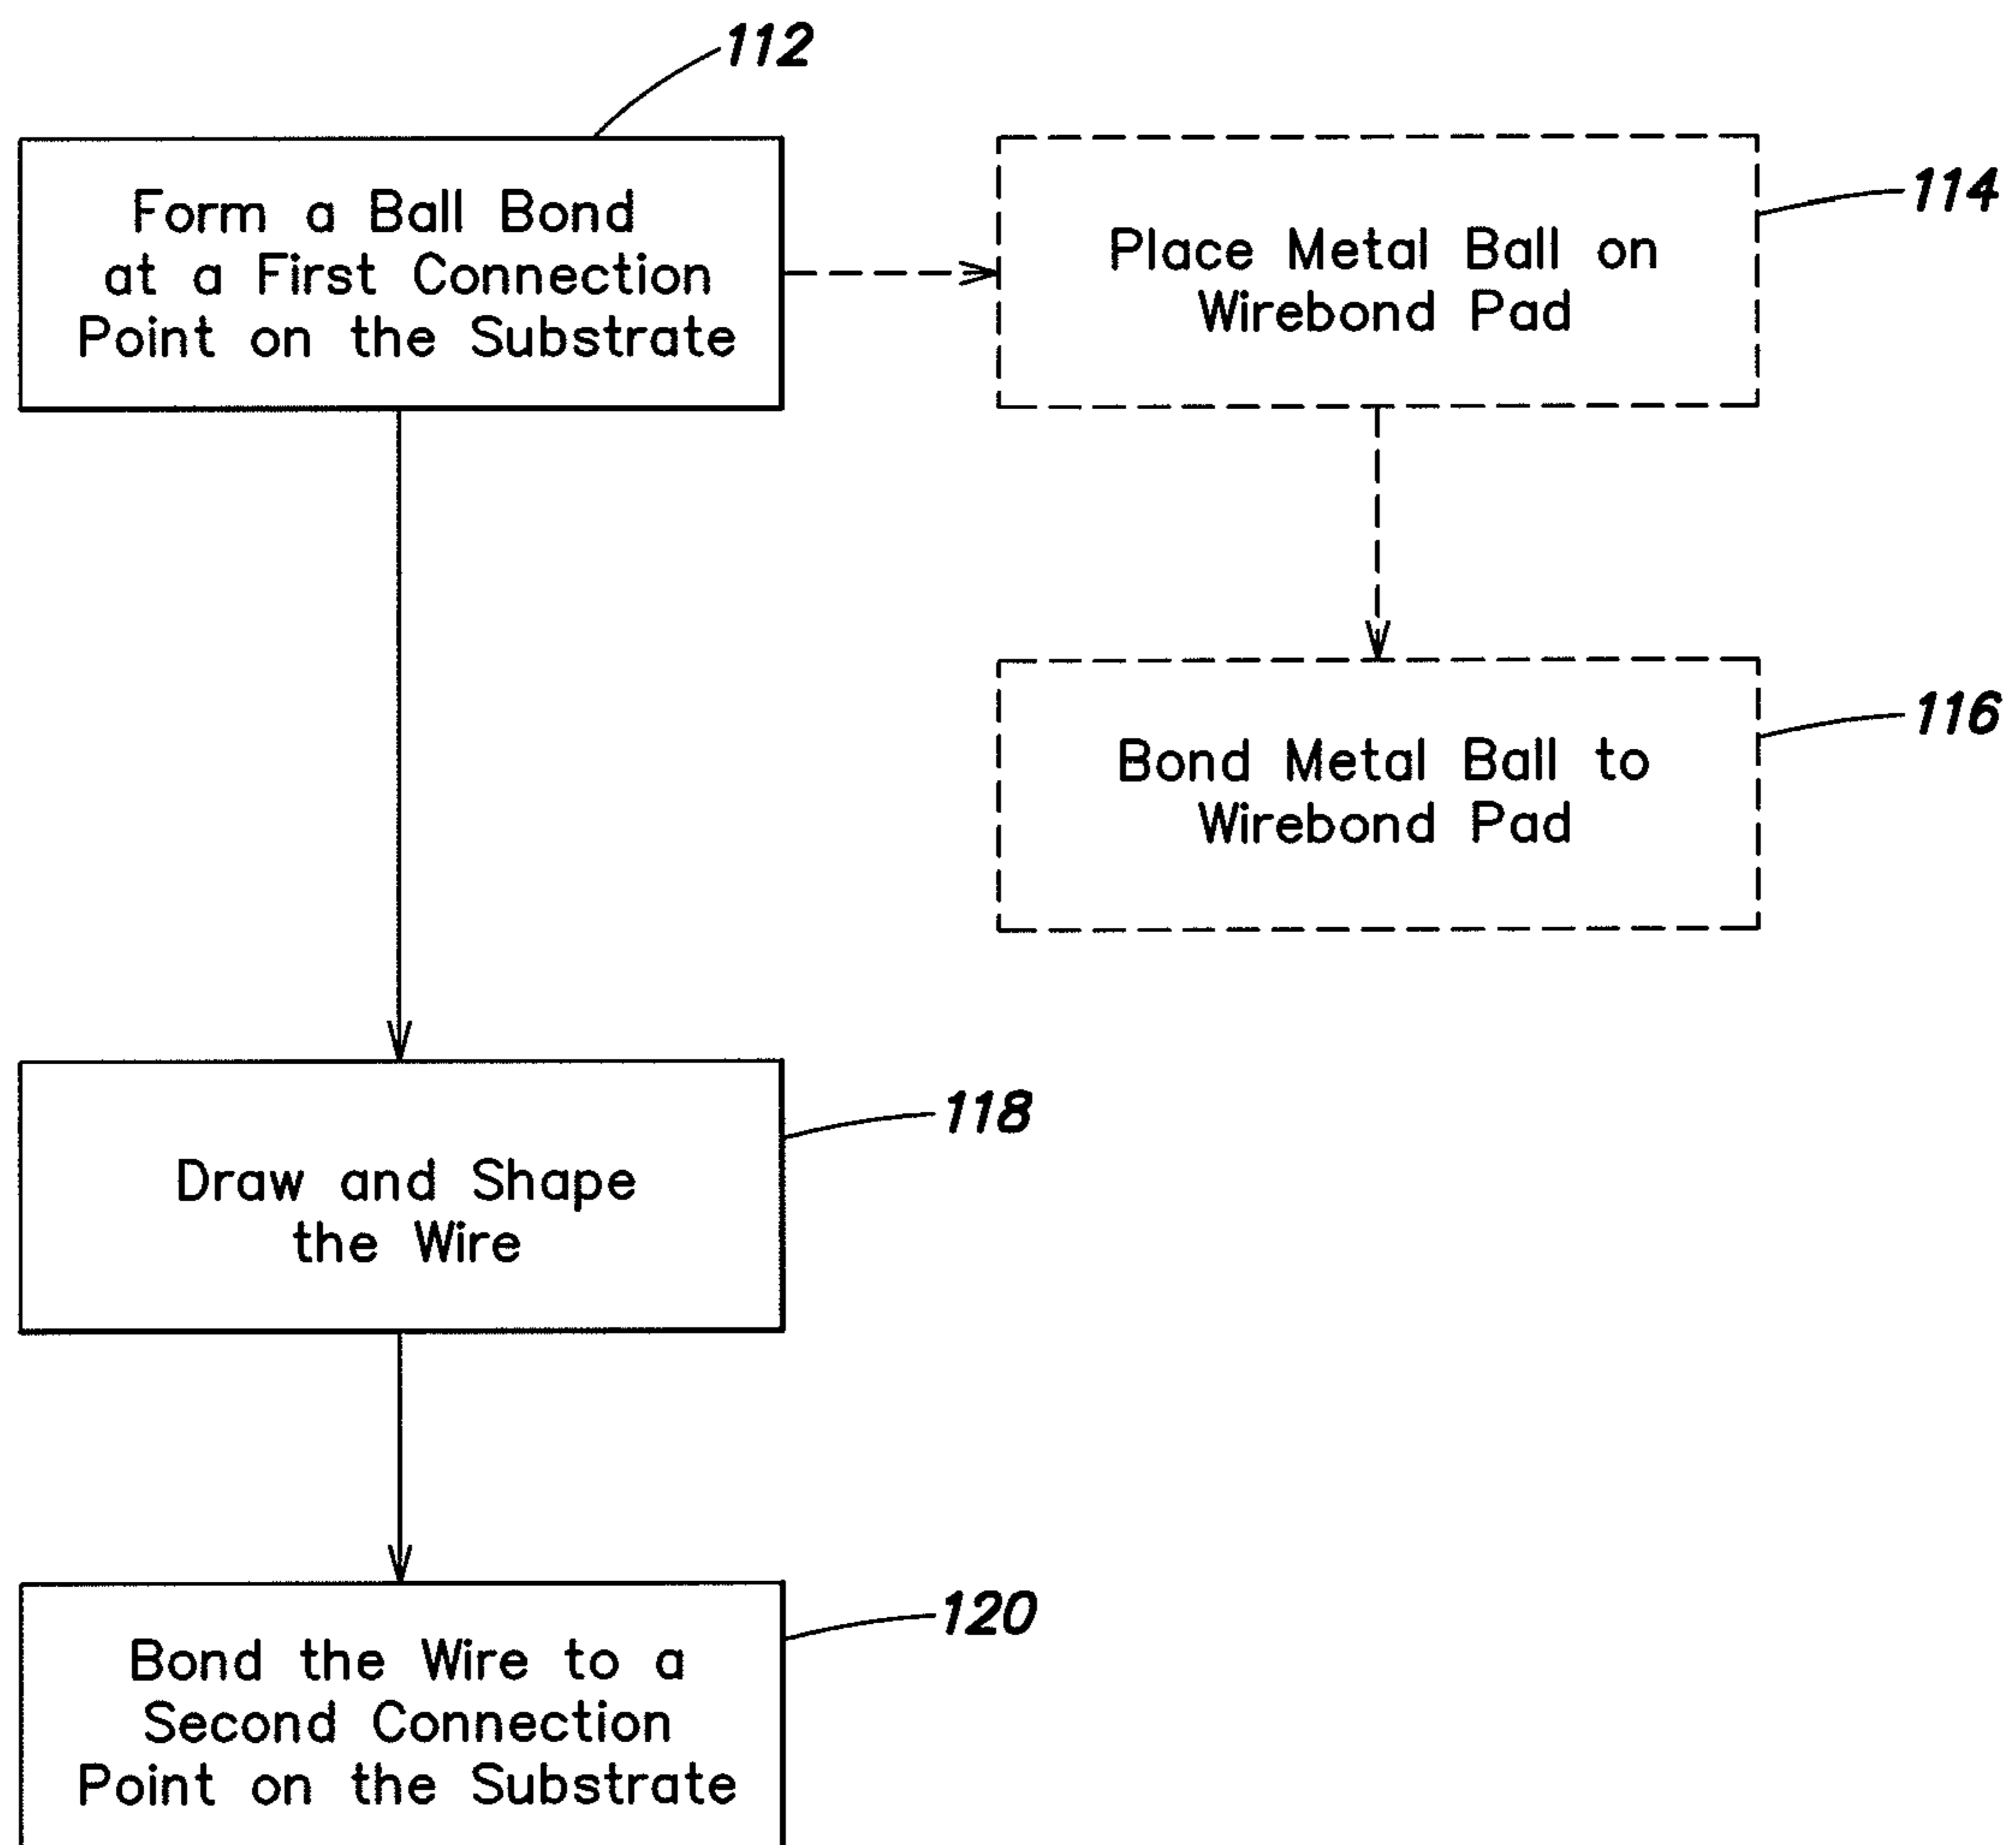 112
Form a Ball Bond
at a First Connection
Point on the Substrate
114
Place Metal Ball on
Wirebond Pad
116
Bond Metal Ball to
Wirebond Pad
118
Draw and Shape
the Wire
120
Bond the Wire to a
Second Connection
Point on the Substrate